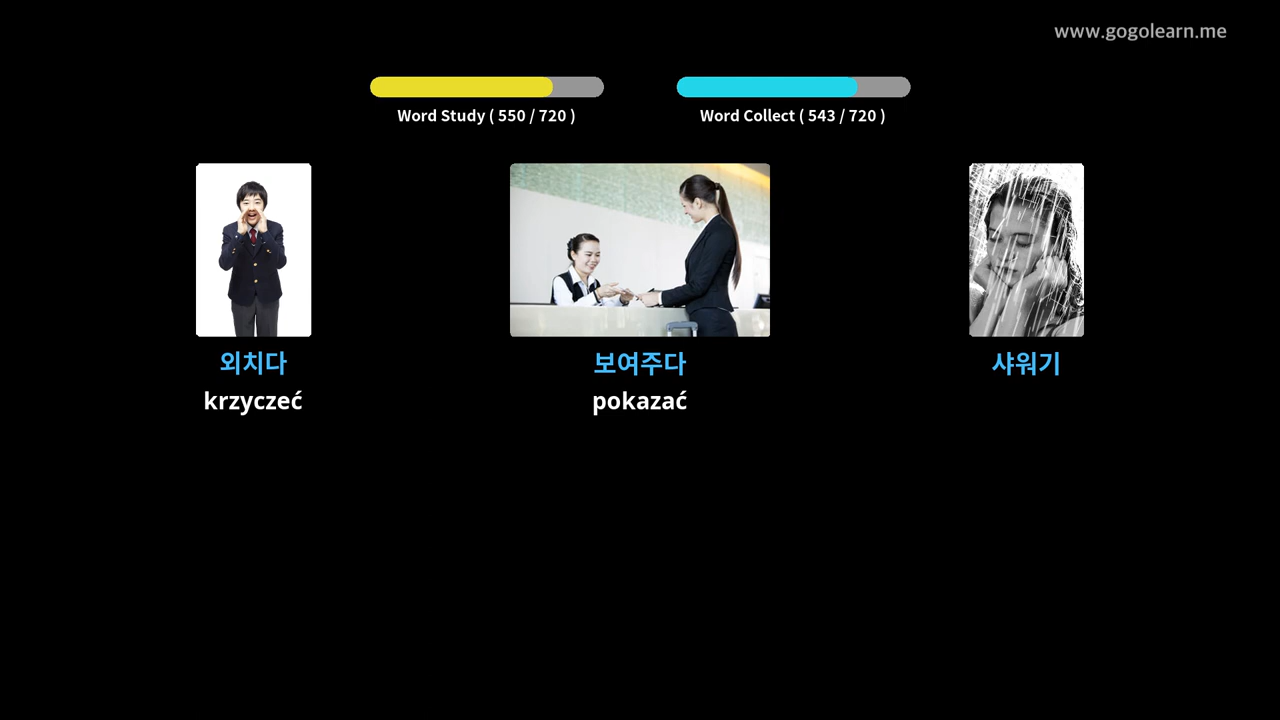 www.gogolearn.me
Word Study ( 550 / 720 )
Word Collect ( 543 / 720 )
외치다
보여주다
샤워기
krzyczeć
pokazać